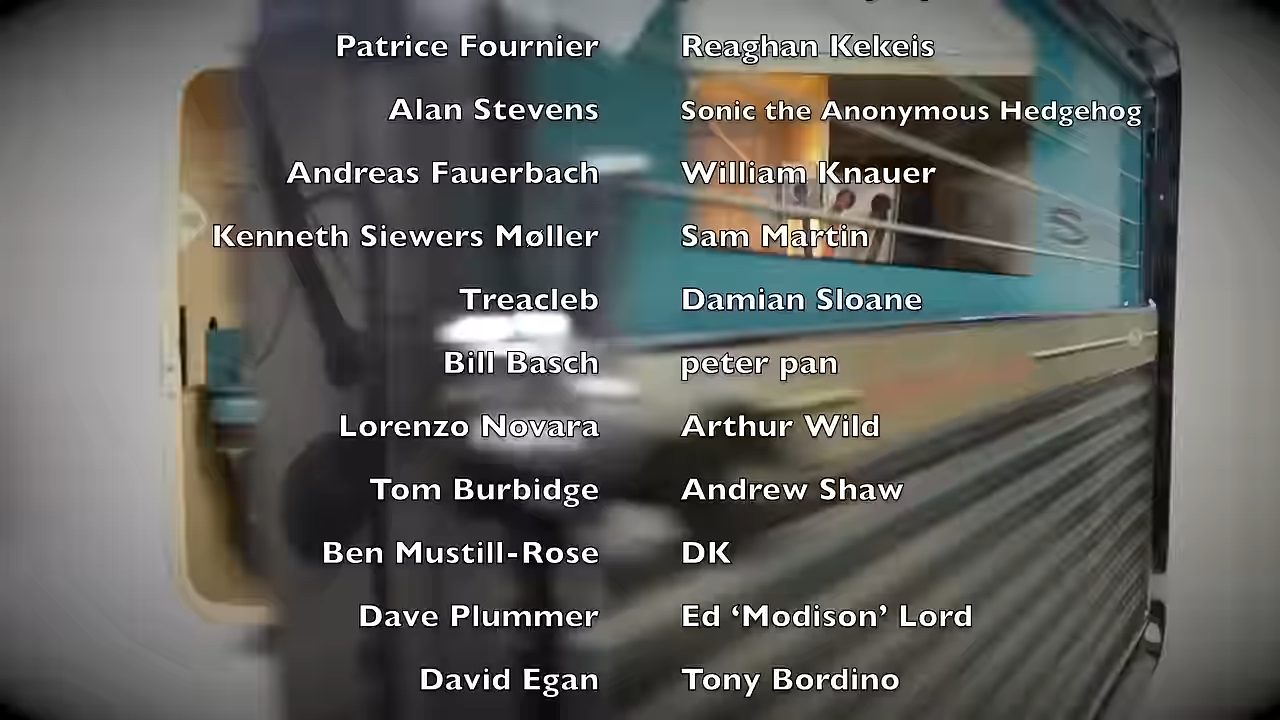 Patrice Fournier Reaghan Kekeis
Alan Stevens Sonic the Anonymous Hedgehog
Andreas Fauerbach William Knauer
Kenneth Siewers Møller Sam Martin
Treacleb Damian Sloane
Bill Basch peter pan
Lorenzo Novara Arthur Wild
Tom Burbidge Andrew Shaw
Ben Mustill-Rose DK
Dave Plummer Ed ‘Modison’ Lord
David Egan Tony Bordino